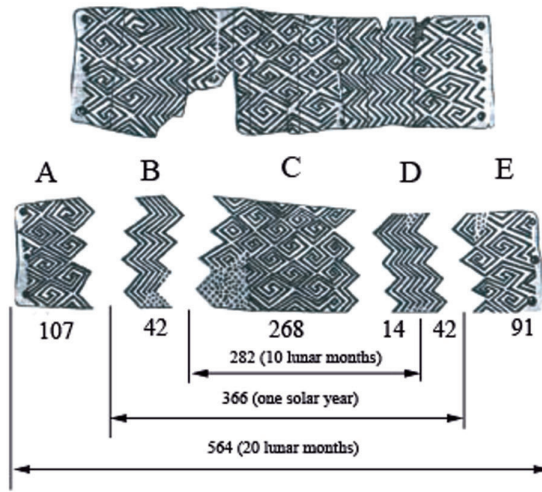 A B C D E
107 42 268 14 42 91
282 (10 lunar months)
366 (one solar year)
564 (20 lunar months)